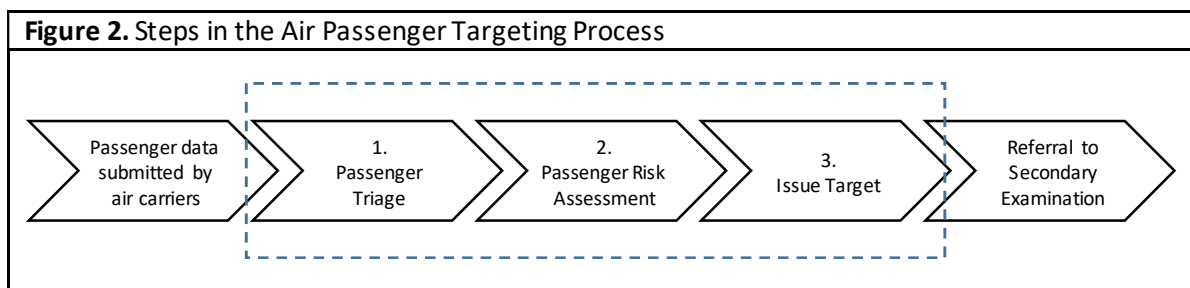 Figure 2. Steps in the Air Passenger Targeting Process
Passenger data
submitted by
air carriers
1.
Passenger
Triage
2.
Passenger Risk
Assessment
3.
Issue Target
Referral to
Secondary
Examination